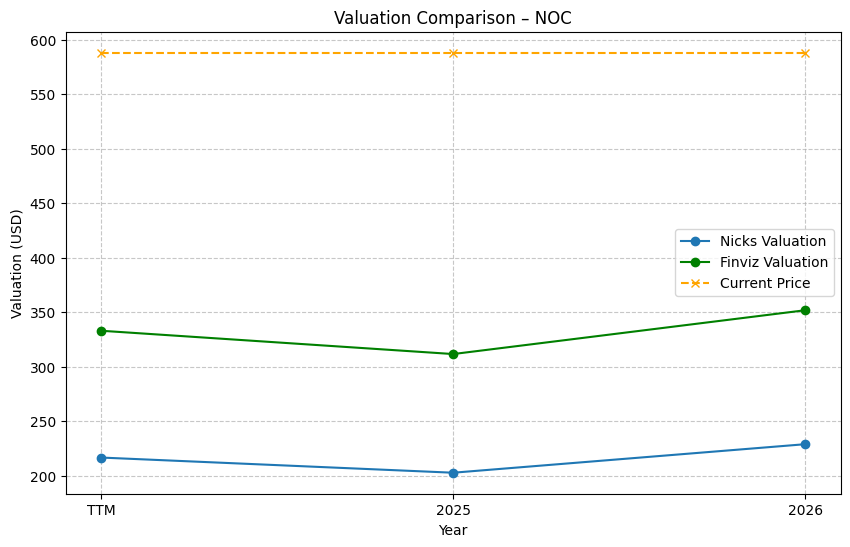 Valuation Comparison – NOC
Valuation (USD)
600
550
500
450
400
350
300
250
200
Nicks Valuation
Finviz Valuation
Current Price
TTM
2025
2026
Year